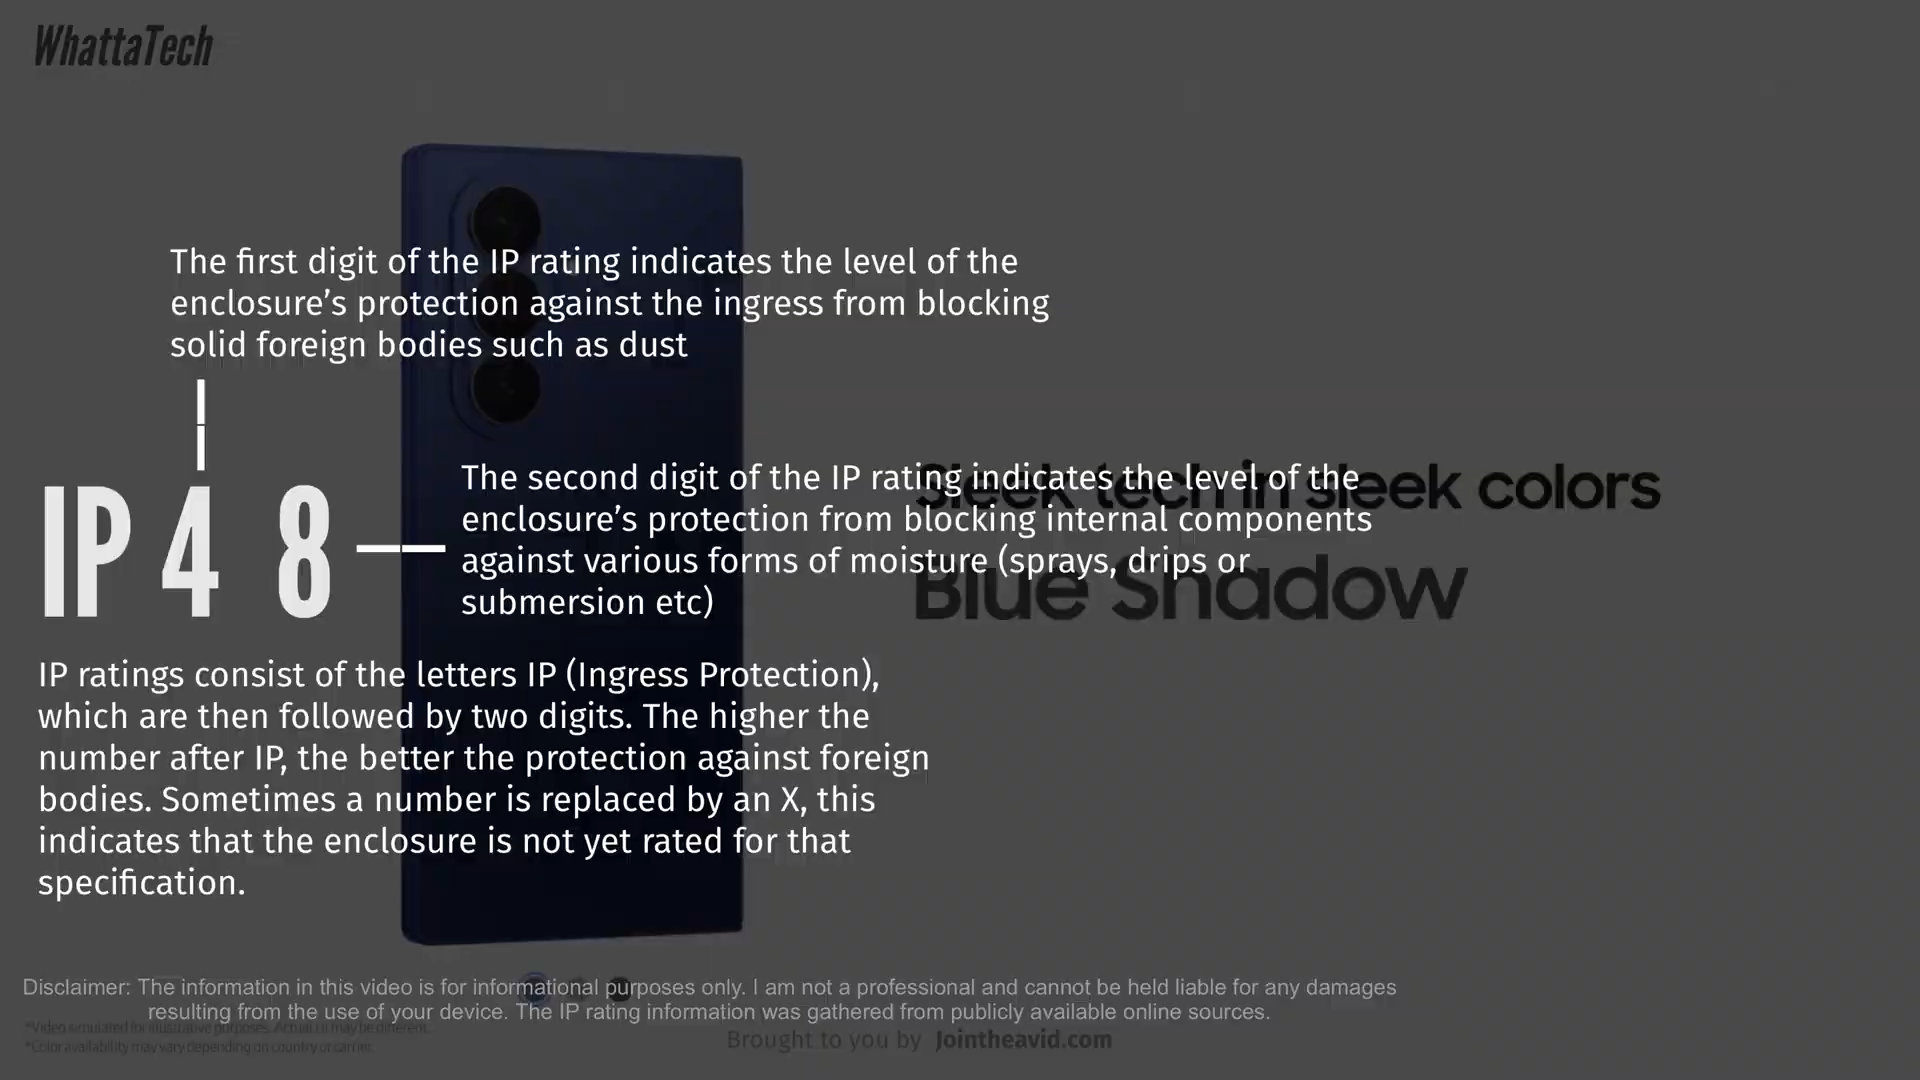 WhattaTech
The first digit of the IP rating indicates the level of the
enclosure’s protection against the ingress from blocking
solid foreign bodies such as dust
IP 4 8
The second digit of the IP rating indicates the level of the
enclosure’s protection from blocking internal components
against various forms of moisture (sprays, drips or
submersion etc)
Sleek tech in sleek colors
Blue Shadow
IP ratings consist of the letters IP (Ingress Protection),
which are then followed by two digits. The higher the
number after IP, the better the protection against foreign
bodies. Sometimes a number is replaced by an X, this
indicates that the enclosure is not yet rated for that
specification.
Disclaimer: The information in this video is for informational purposes only. I am not a professional and cannot be held liable for any damages
resulting from the use of your device. The IP rating information was gathered from publicly available online sources.
*Video simulated for illustrative purposes. Actual UI may be different.
*Color availability may vary depending on country or carrier.
Brought to you by Jointheavid.com